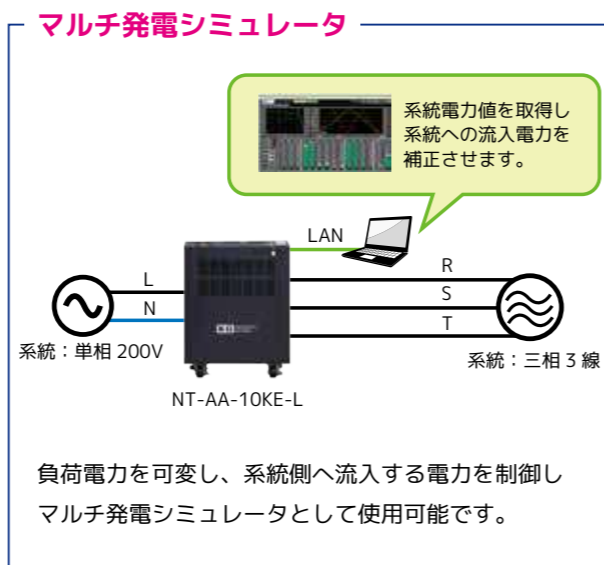 マルチ発電シミュレータ
系統電力値を取得し
系統への流入電力を
補正させます。
LAN
L
N
R
S
T
系統：単相 200V
系統：三相 3 線
NT-AA-10KE-L
負荷電力を可変し、系統側へ流入する電力を制御し
マルチ発電シミュレータとして使用可能です。